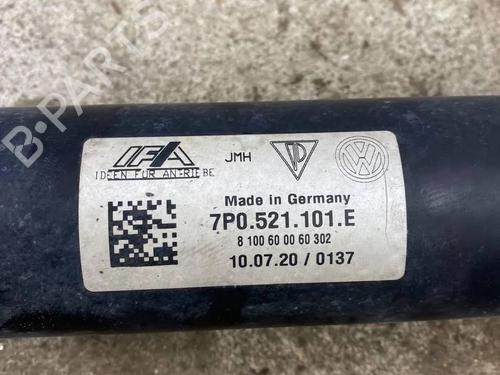 IFA
IDEEN FÜR ANTRIEBE
JMH
VW
Made in Germany
7P0.521.101.E
8 100 60 00 60 302
10.07.20 / 0137
B-PARTS